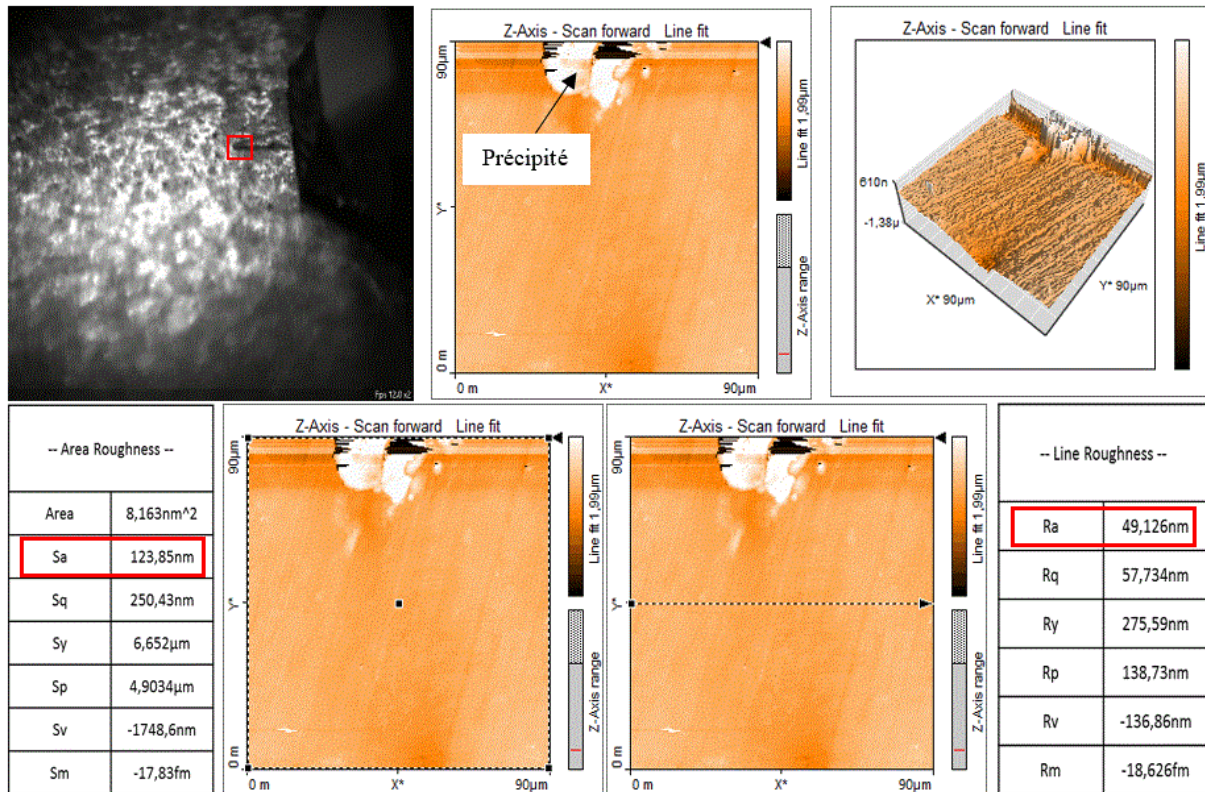 Fps 12.0 x2
Z-Axis - Scan forward Line fit
90µm
Précipité
Y*
0 m
0 m
X*
90µm
Line fit 1,99µm
Z-Axis range
Z-Axis - Scan forward Line fit
610n
-1,38µ
X* 90µm
Y* 90µm
Line fit 1,99µm
-- Area Roughness --
Area 8,163nm^2
Sa 123,85nm
Sq 250,43nm
Sy 6,652µm
Sp 4,9034µm
Sv -1748,6nm
Sm -17,83fm
Z-Axis - Scan forward Line fit
90µm
Y*
0 m
0 m
X*
90µm
Line fit 1,99µm
Z-Axis range
Z-Axis - Scan forward Line fit
90µm
Y*
0 m
0 m
X*
90µm
Line fit 1,99µm
Z-Axis range
-- Line Roughness --
Ra 49,126nm
Rq 57,734nm
Ry 275,59nm
Rp 138,73nm
Rv -136,86nm
Rm -18,626fm